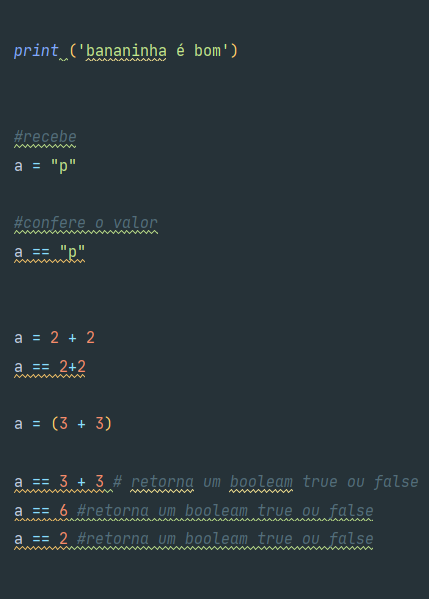 print ('bananinha é bom')
#recebe
a = "p"
#confere o valor
a == "p"
a = 2 + 2
a == 2+2
a = (3 + 3)
a == 3 + 3 # retorna um booleam true ou false
a == 6 #retorna um booleam true ou false
a == 2 #retorna um booleam true ou false